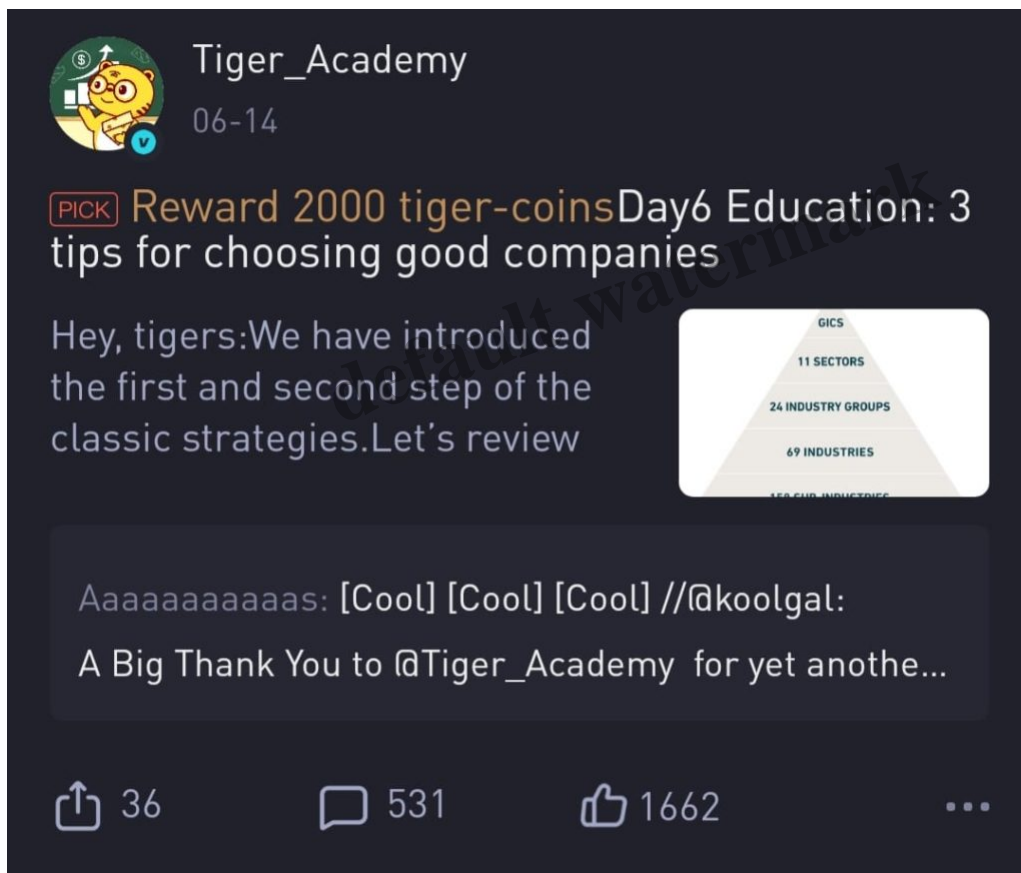 Tiger_Academy
06-14
PICK Reward 2000 tiger-coinsDay6 Education: 3
tips for choosing good companies
Hey, tigers:We have introduced
the first and second step of the
classic strategies.Let's review
GICS
11 SECTORS
24 INDUSTRY GROUPS
69 INDUSTRIES
default watermark
Aaaaaaaaaaas: [Cool] [Cool] [Cool] //@koolgal:
A Big Thank You to @Tiger_Academy for yet anothe...
36
531
1662